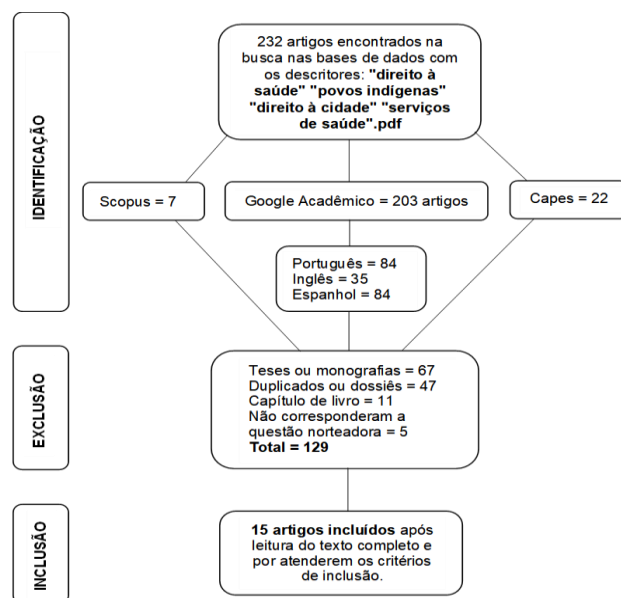 IDENTIFICAÇÃO
232 artigos encontrados na
busca nas bases de dados com
os descritores: "direito à
saúde" "povos indígenas"
"direito à cidade" "serviços
de saúde".pdf
Scopus = 7
Google Acadêmico = 203 artigos
Capes = 22
Português = 84
Inglês = 35
Espanhol = 84
EXCLUSÃO
Teses ou monografias = 67
Duplicados ou dossiês = 47
Capítulo de livro = 11
Não corresponderam a
questão norteadora = 5
Total = 129
INCLUSÃO
15 artigos incluídos após
leitura do texto completo e
por atenderem os critérios
de inclusão.